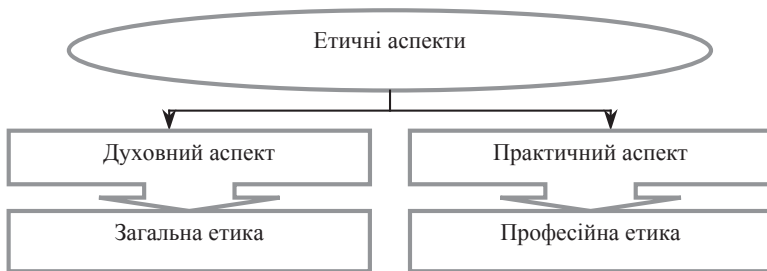 Етичні аспекти
Духовний аспект
Практичний аспект
Загальна етика
Професійна етика